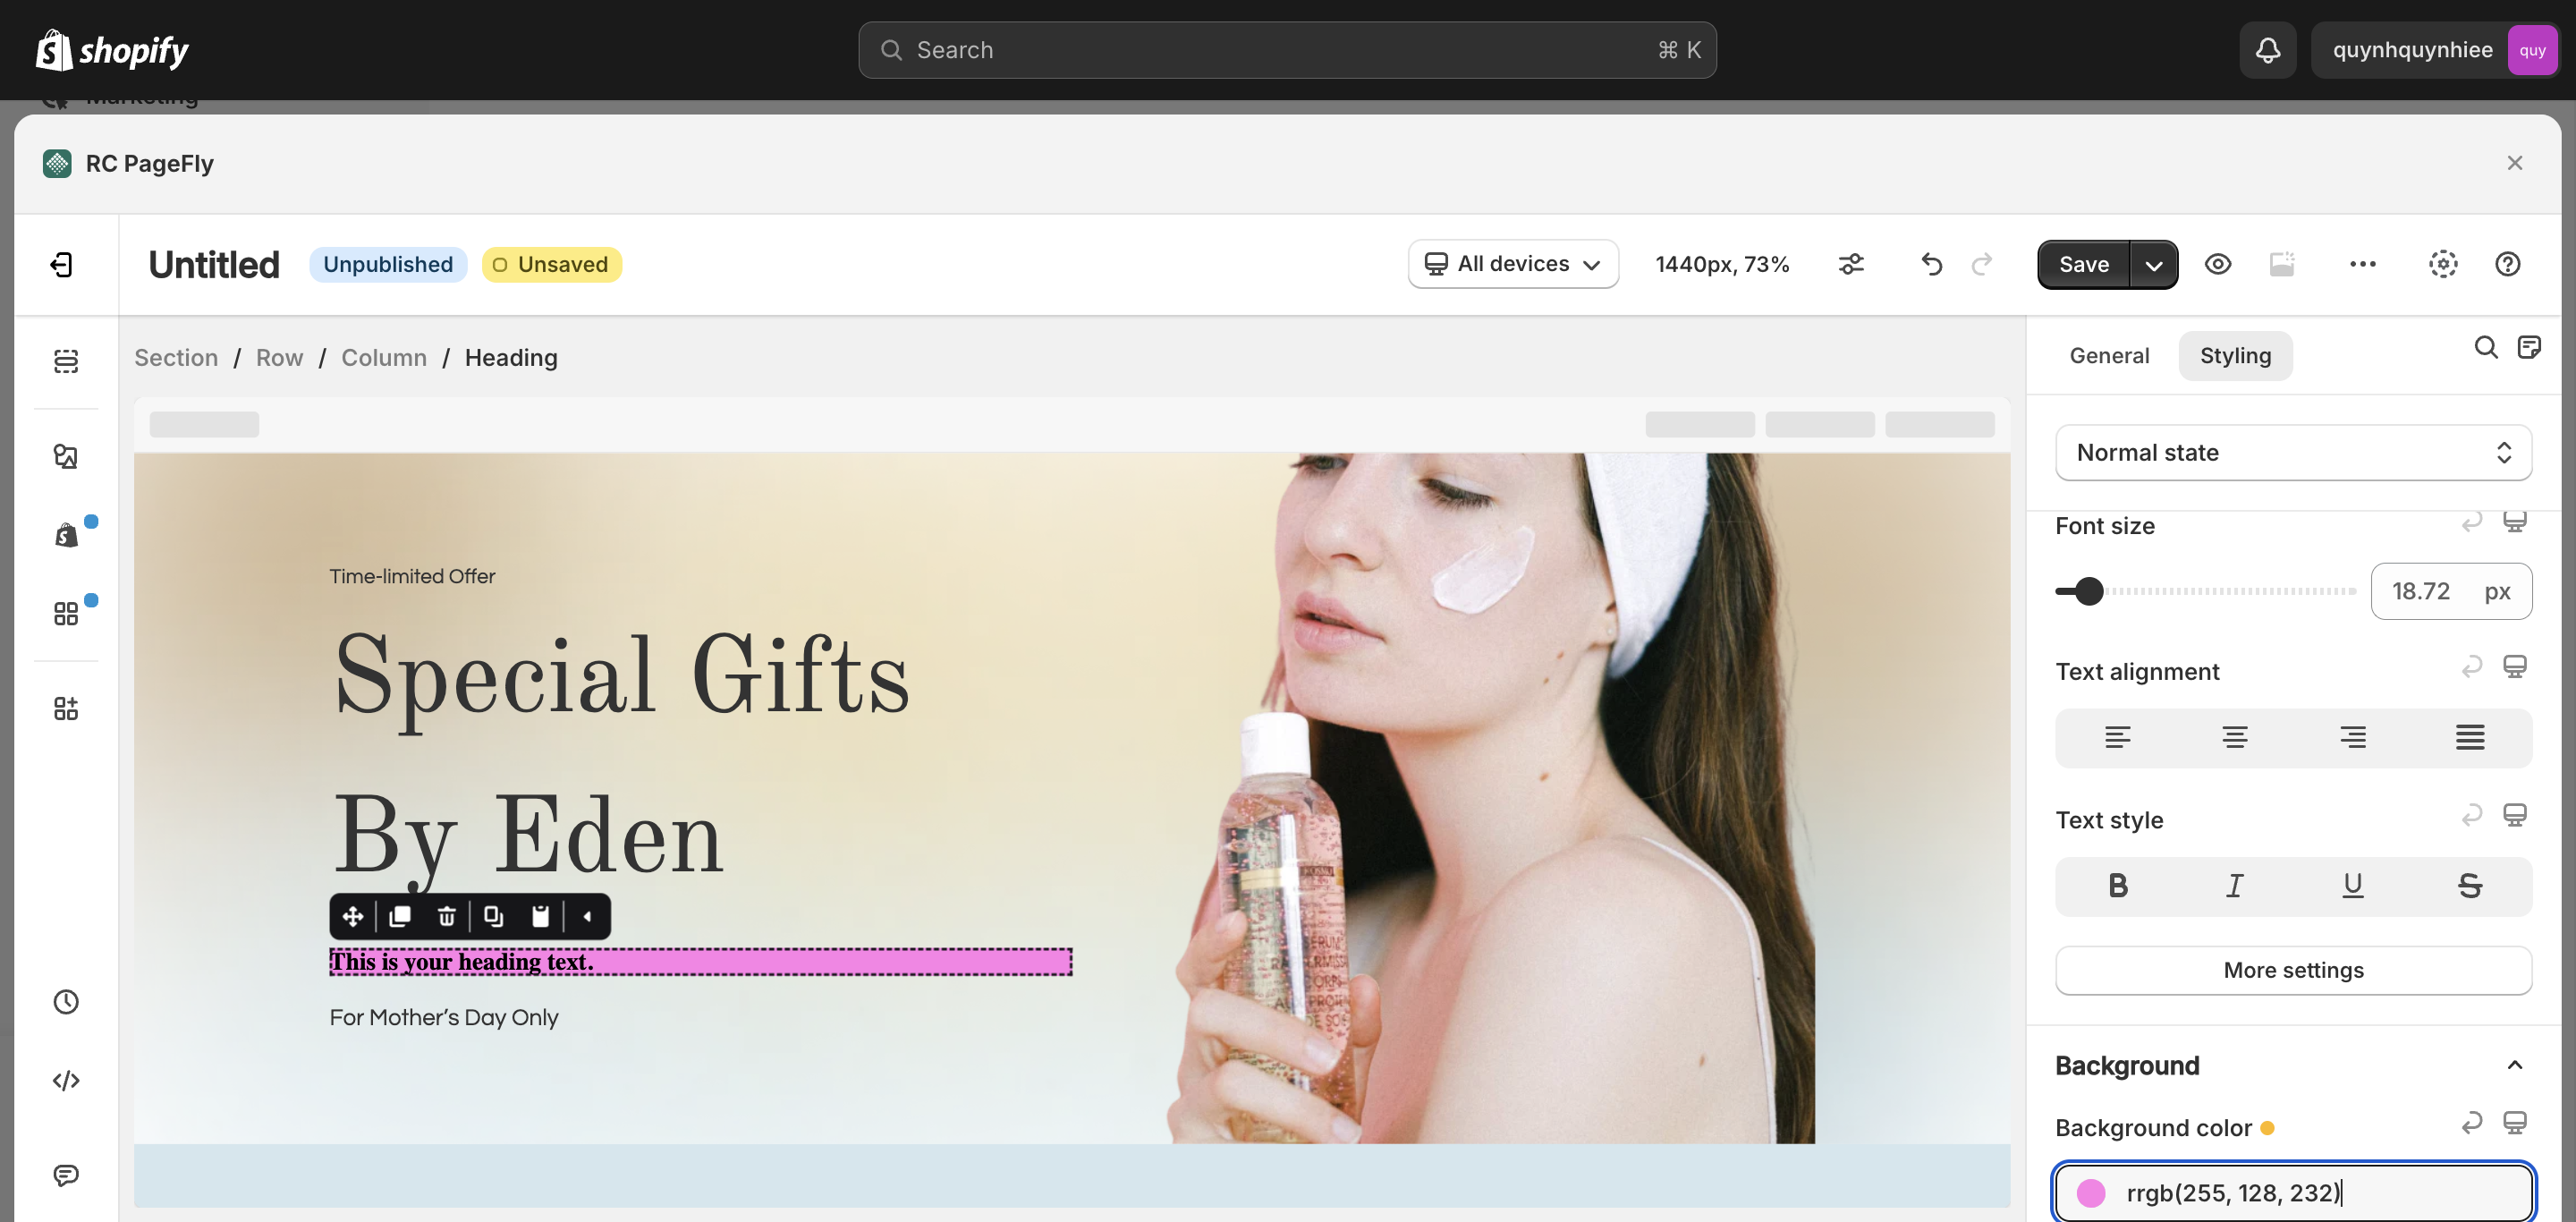 shopify
Search
⌘ K
quynhquynhiee
quy
Marketing
RC PageFly
Untitled
Unpublished
Unsaved
All devices
1440px, 73%
Save
Section / Row / Column / Heading
General
Styling
Normal state
Font size
18.72 px
Text alignment
Text style
B I U S
More settings
Background
Background color
rrgb(255, 128, 232)
Time-limited Offer
Special Gifts
By Eden
This is your heading text.
For Mother's Day Only